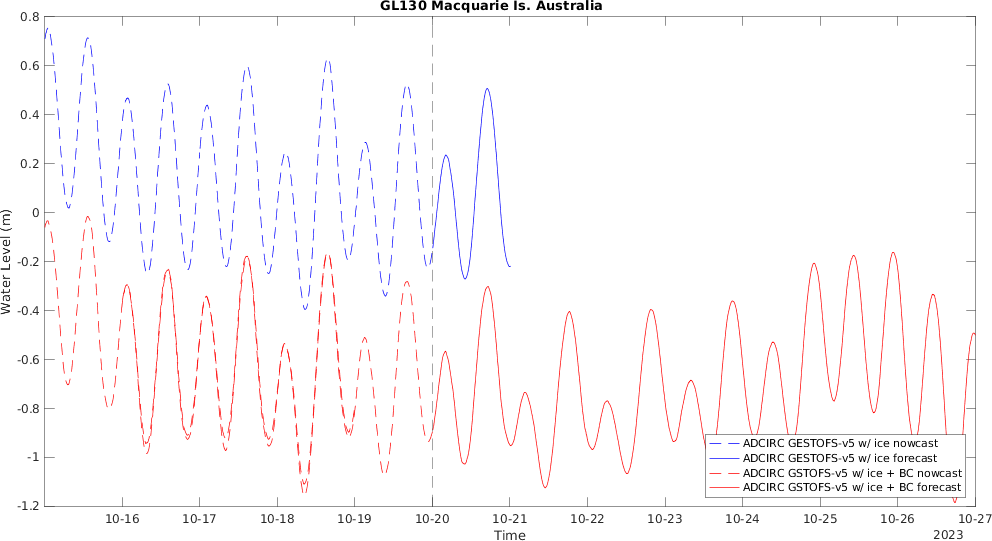 GL130 Macquarie Is. Australia
Water Level (m)
0.8
0.6
0.4
0.2
0
-0.2
-0.4
-0.6
-0.8
-1
-1.2
10-16 10-17 10-18 10-19 10-20 10-21 10-22 10-23 10-24 10-25 10-26 10-27
Time
2023
ADCIRC GESTOFS-v5 w/ ice nowcast
ADCIRC GESTOFS-v5 w/ ice forecast
ADCIRC GSTOFS-v5 w/ ice + BC nowcast
ADCIRC GSTOFS-v5 w/ ice + BC forecast